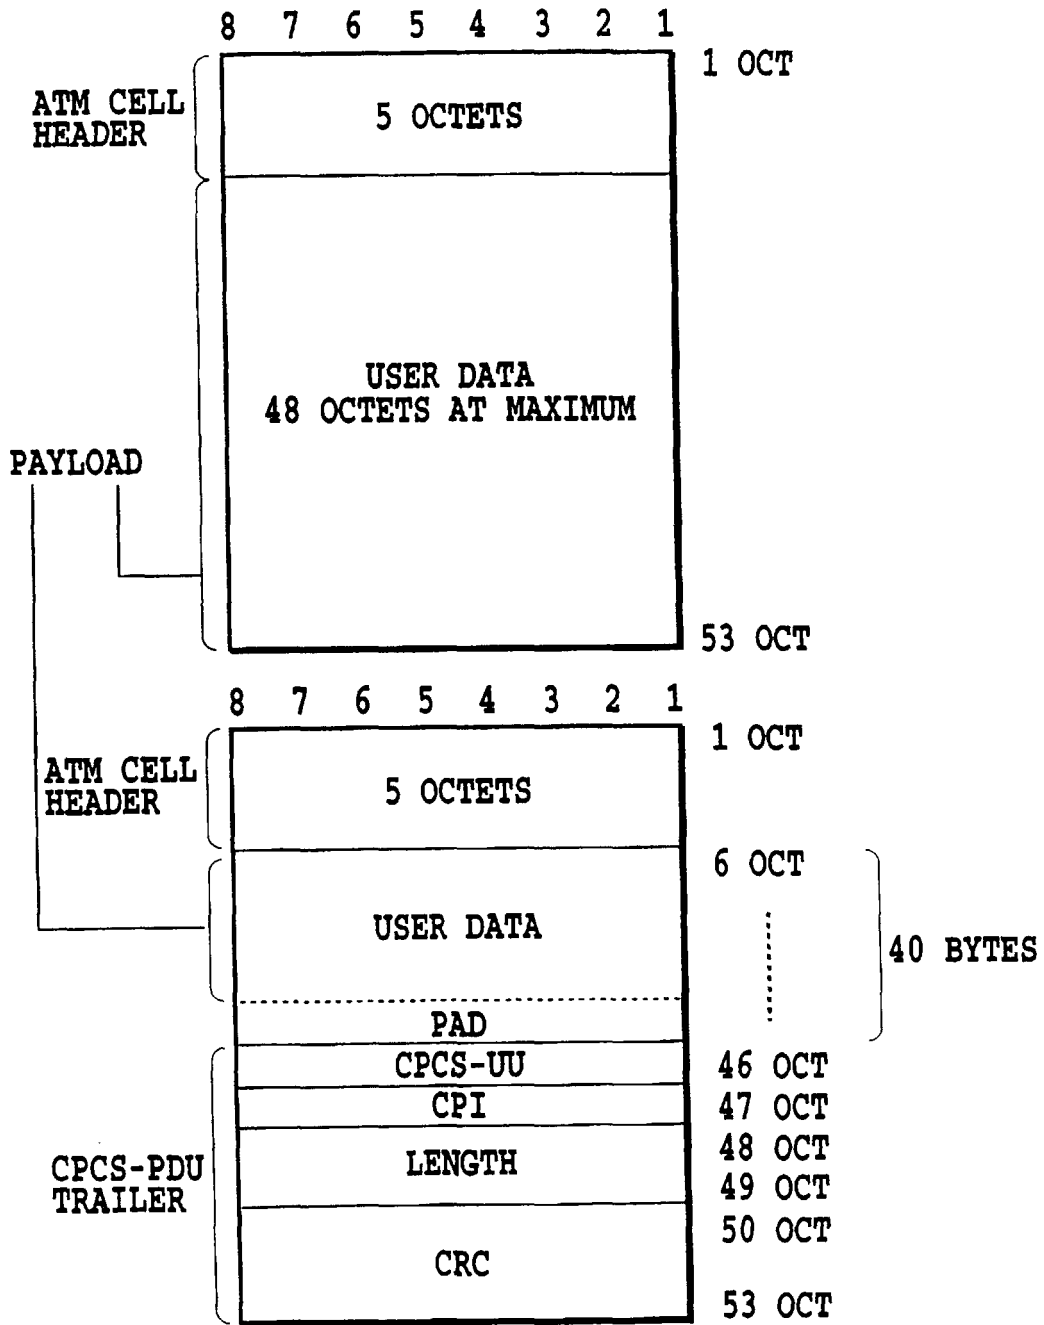 8 7 6 5 4 3 2 1
1 OCT
ATM CELL
HEADER
5 OCTETS
USER DATA
48 OCTETS AT MAXIMUM
PAYLOAD
53 OCT
8 7 6 5 4 3 2 1
1 OCT
ATM CELL
HEADER
5 OCTETS
6 OCT
USER DATA
40 BYTES
PAD
CPCS-UU
46 OCT
CPI
47 OCT
48 OCT
LENGTH
49 OCT
CPCS-PDU
TRAILER
50 OCT
CRC
53 OCT